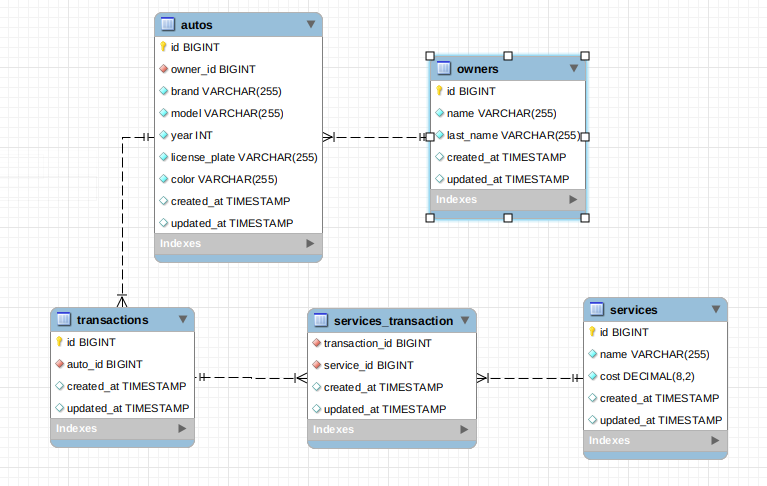 autos
id BIGINT
owner_id BIGINT
brand VARCHAR(255)
model VARCHAR(255)
year INT
license_plate VARCHAR(255)
color VARCHAR(255)
created_at TIMESTAMP
updated_at TIMESTAMP
Indexes
owners
id BIGINT
name VARCHAR(255)
last_name VARCHAR(255)
created_at TIMESTAMP
updated_at TIMESTAMP
Indexes
transactions
id BIGINT
auto_id BIGINT
created_at TIMESTAMP
updated_at TIMESTAMP
Indexes
services_transaction
transaction_id BIGINT
service_id BIGINT
created_at TIMESTAMP
updated_at TIMESTAMP
Indexes
services
id BIGINT
name VARCHAR(255)
cost DECIMAL(8,2)
created_at TIMESTAMP
updated_at TIMESTAMP
Indexes